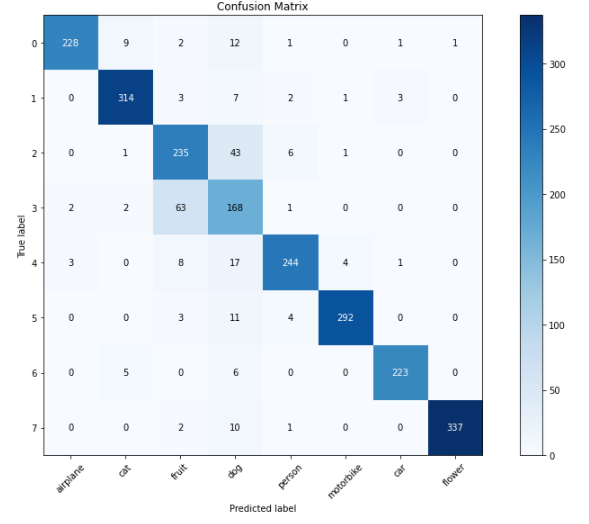 Confusion Matrix
0 228 9 2 12 1 0 1 1
1 0 314 3 7 2 1 3 0
2 0 1 235 43 6 1 0 0
3 2 2 63 168 1 0 0 0
4 3 0 8 17 244 4 1 0
5 0 0 3 11 4 292 0 0
6 0 5 0 6 0 0 223 0
7 0 0 2 10 1 0 0 337
True label
airplane cat fruit dog person motorbike car flower
Predicted label
300
250
200
150
100
50
0